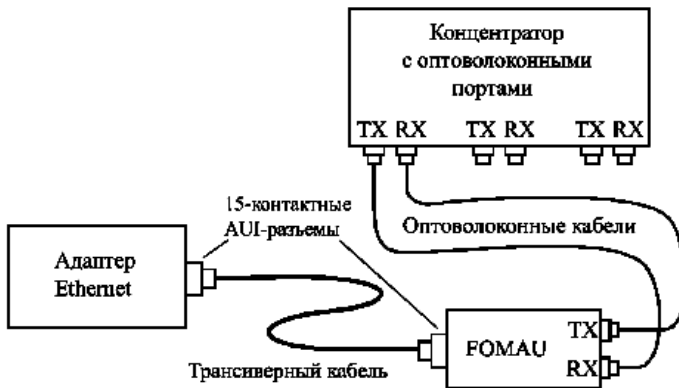 Концентратор
с оптоволоконными
портами
TX RX TX RX TX RX
15-контактные
AUI-разъемы
Оптоволоконные кабели
Адаптер
Ethernet
FOMAU
TX
RX
Трансиверный кабель